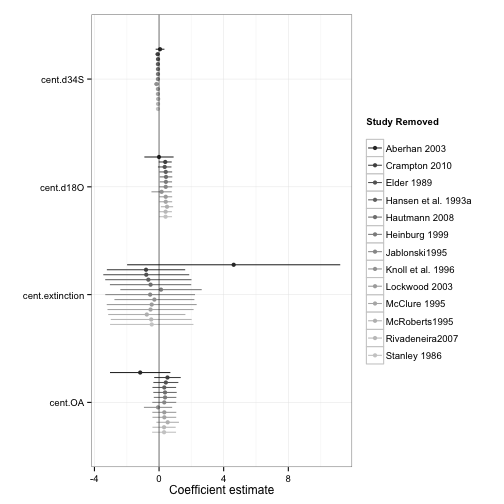 cent.d34S
cent.d18O
cent.extinction
cent.OA
-4
0
4
8
Coefficient estimate
Study Removed
Aberhan 2003
Crampton 2010
Elder 1989
Hansen et al. 1993a
Hautmann 2008
Heinburg 1999
Jablonski1995
Knoll et al. 1996
Lockwood 2003
McClure 1995
McRoberts1995
Rivadeneira2007
Stanley 1986